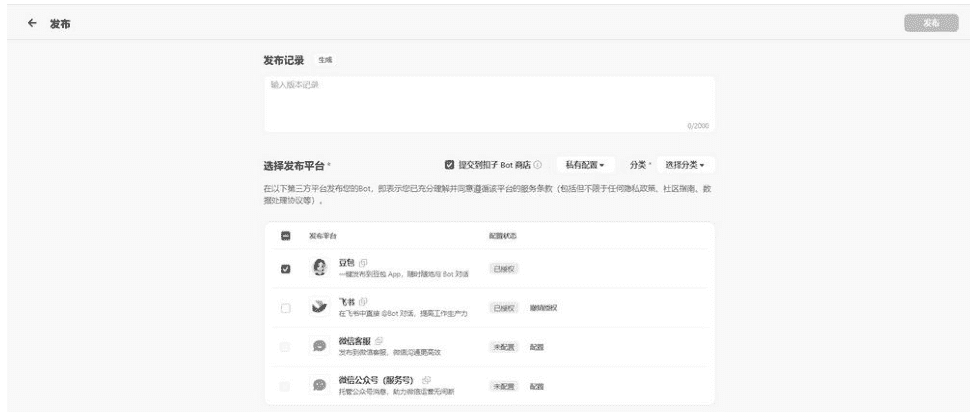 发布
发布
发布记录 生成
输入版本记录
0/2000
选择发布平台* 提交到扣子 Bot 商店 私有配置 分类* 选择分类
在以下第三方平台发布您的Bot,即表示您已充分理解并同意遵循该平台的服务条款(包括但不限于任何隐私政策、社区指南、数
据处理协议等)。
发布平台 配置状态
豆包
一键发布到豆包 App,随时随地与 Bot 对话
已授权
飞书
在飞书中直接 @Bot 对话,提高工作生产力
已授权 撤销授权
微信客服
发布到微信客服,微信沟通更高效
未配置 配置
微信公众号(服务号)
托管公众号消息,助力微信运营无间断
未配置 配置